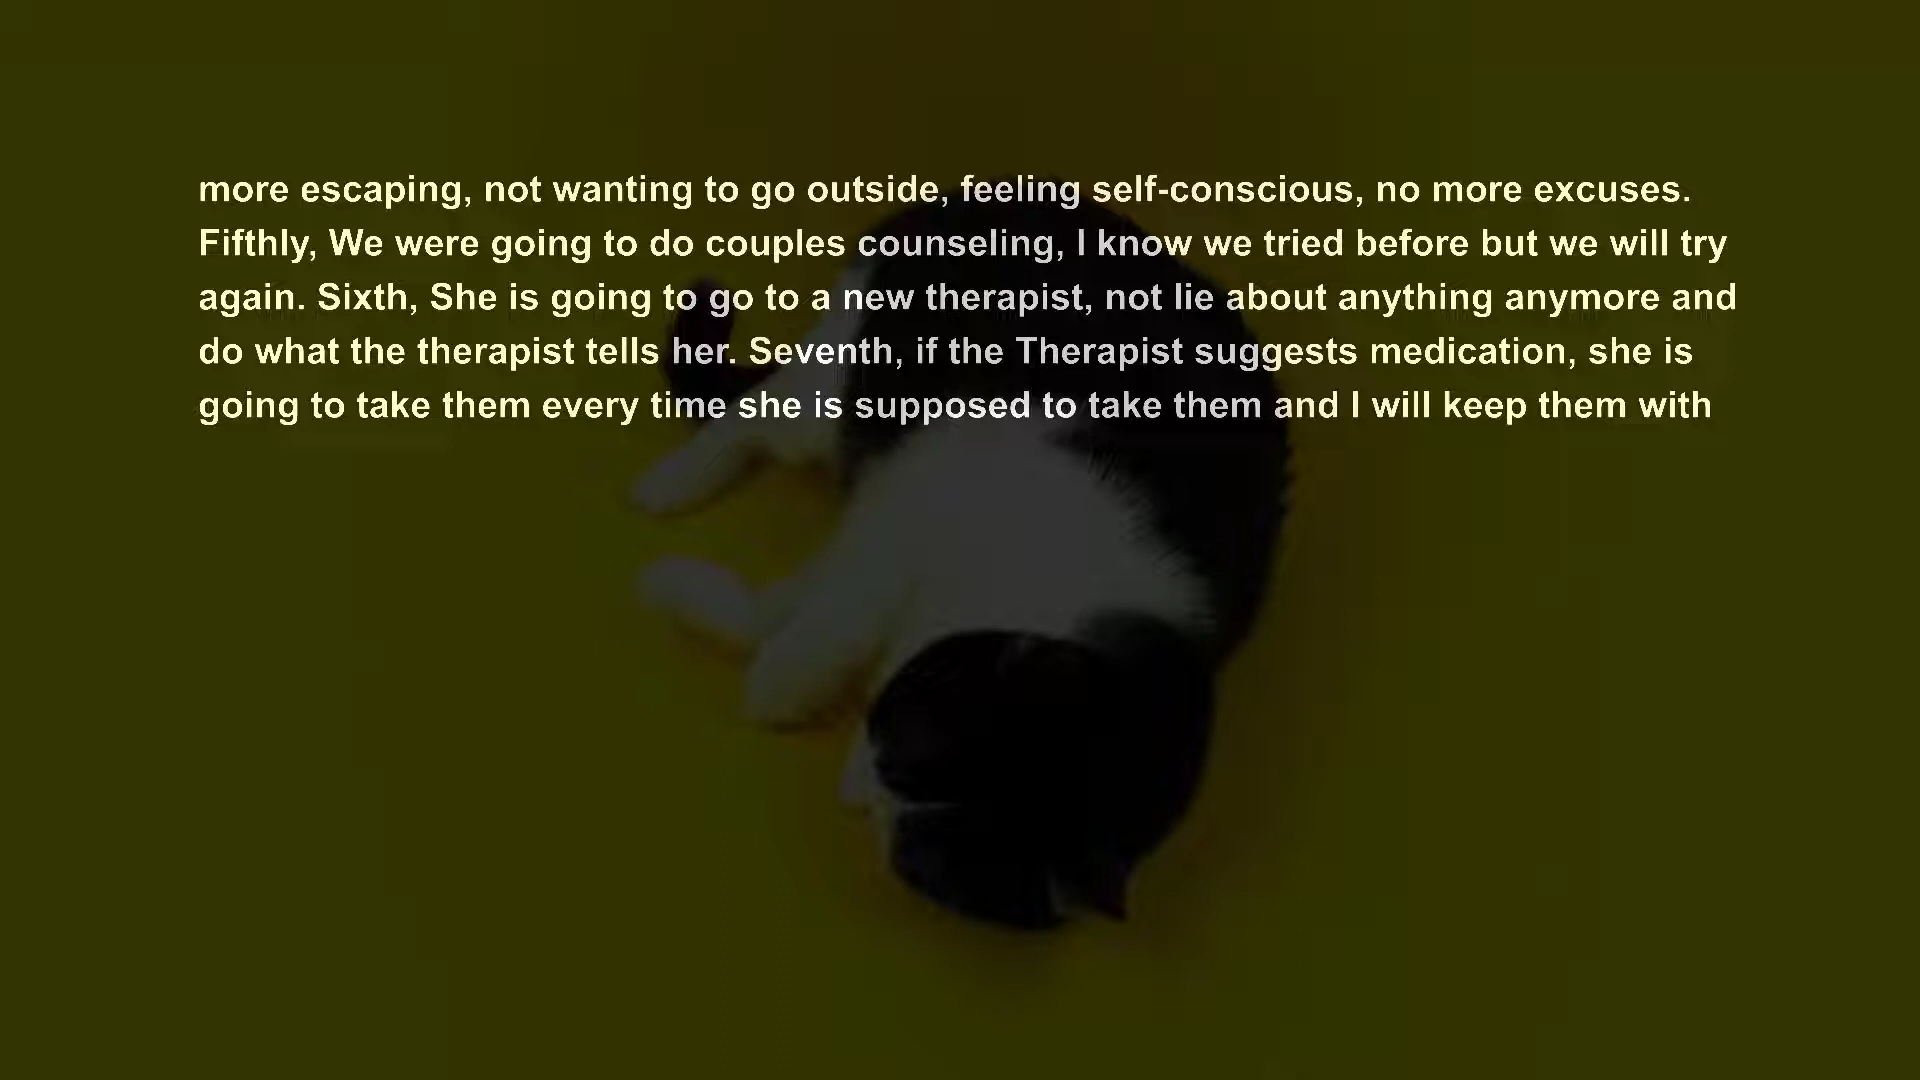 more escaping, not wanting to go outside, feeling self-conscious, no more excuses.
Fifthly, We were going to do couples counseling, I know we tried before but we will try
again. Sixth, She is going to go to a new therapist, not lie about anything anymore and
do what the therapist tells her. Seventh, if the Therapist suggests medication, she is
going to take them every time she is supposed to take them and I will keep them with